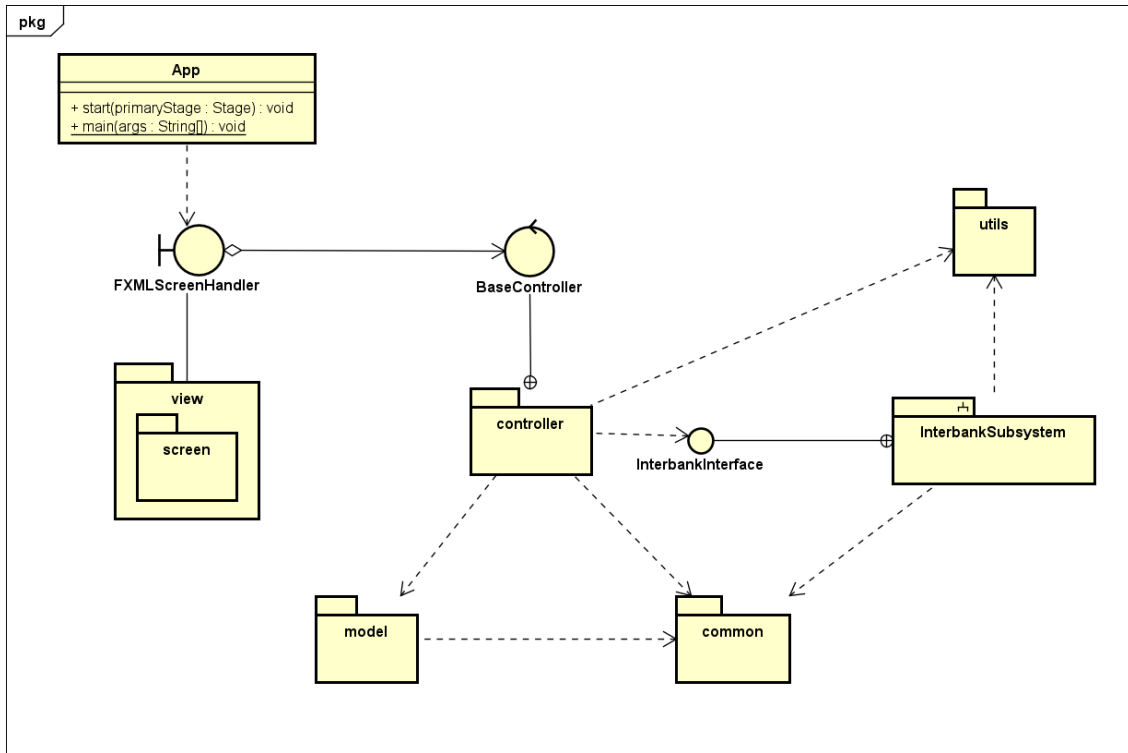 pkg
App
+ start(primaryStage : Stage) : void
+ main(args : String[]) : void
FXMLScreenHandler
BaseController
utils
view
screen
controller
InterbankInterface
InterbankSubsystem
model
common